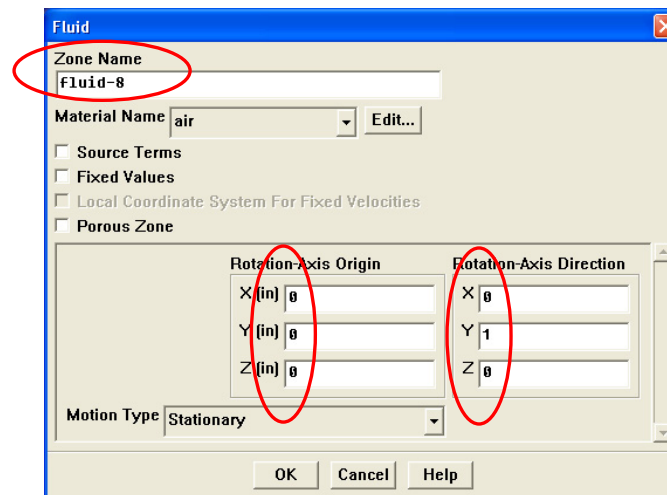 Fluid
Zone Name
fluid-8
Material Name air Edit...
Source Terms
Fixed Values
Local Coordinate System For Fixed Velocities
Porous Zone
Rotation-Axis Origin Rotation-Axis Direction
X (in) 0 X 0
Y (in) 0 Y 1
Z (in) 0 Z 0
Motion Type Stationary
OK Cancel Help